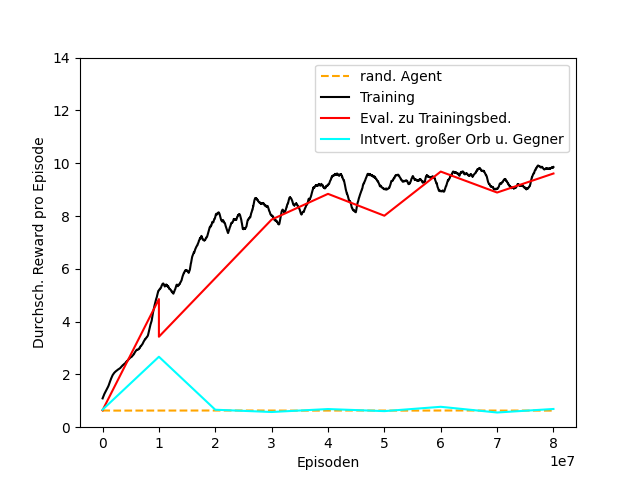 14
12
10
8
6
4
2
0
Durchsch. Reward pro Episode
rand. Agent
Training
Eval. zu Trainingsbed.
Intvert. großer Orb u. Gegner
0 1 2 3 4 5 6 7 8
Episoden
1e7